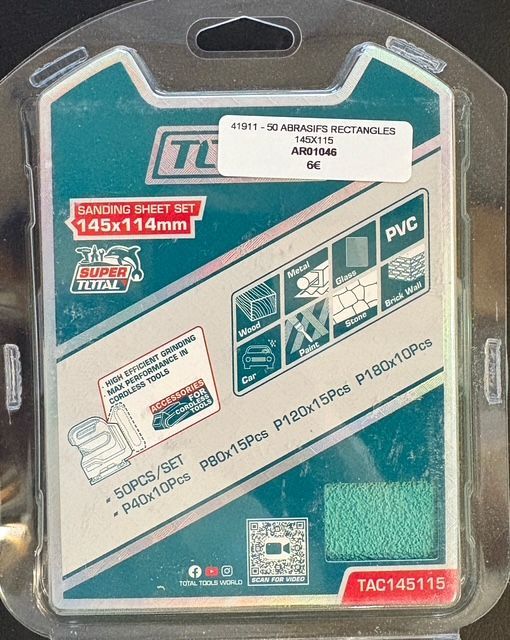 41911 - 50 ABRASIFS RECTANGLES
145X115
AR01046
6€
SANDING SHEET SET
145x114mm
SUPER
TOTAL
PVC
Metal
Glass
Brick Wall
Wood
Stone
Paint
Car
- HIGH EFFICIENT GRINDING
- MAX PERFORMANCE IN
CORDLESS TOOLS
ACCESSORIES
FOR
CORDLESS
TOOLS
50PCS/SET
P40x10Pcs P80x15Pcs P120x15Pcs P180x10Pcs
TOTAL TOOLS WORLD
SCAN FOR VIDEO
TAC145115